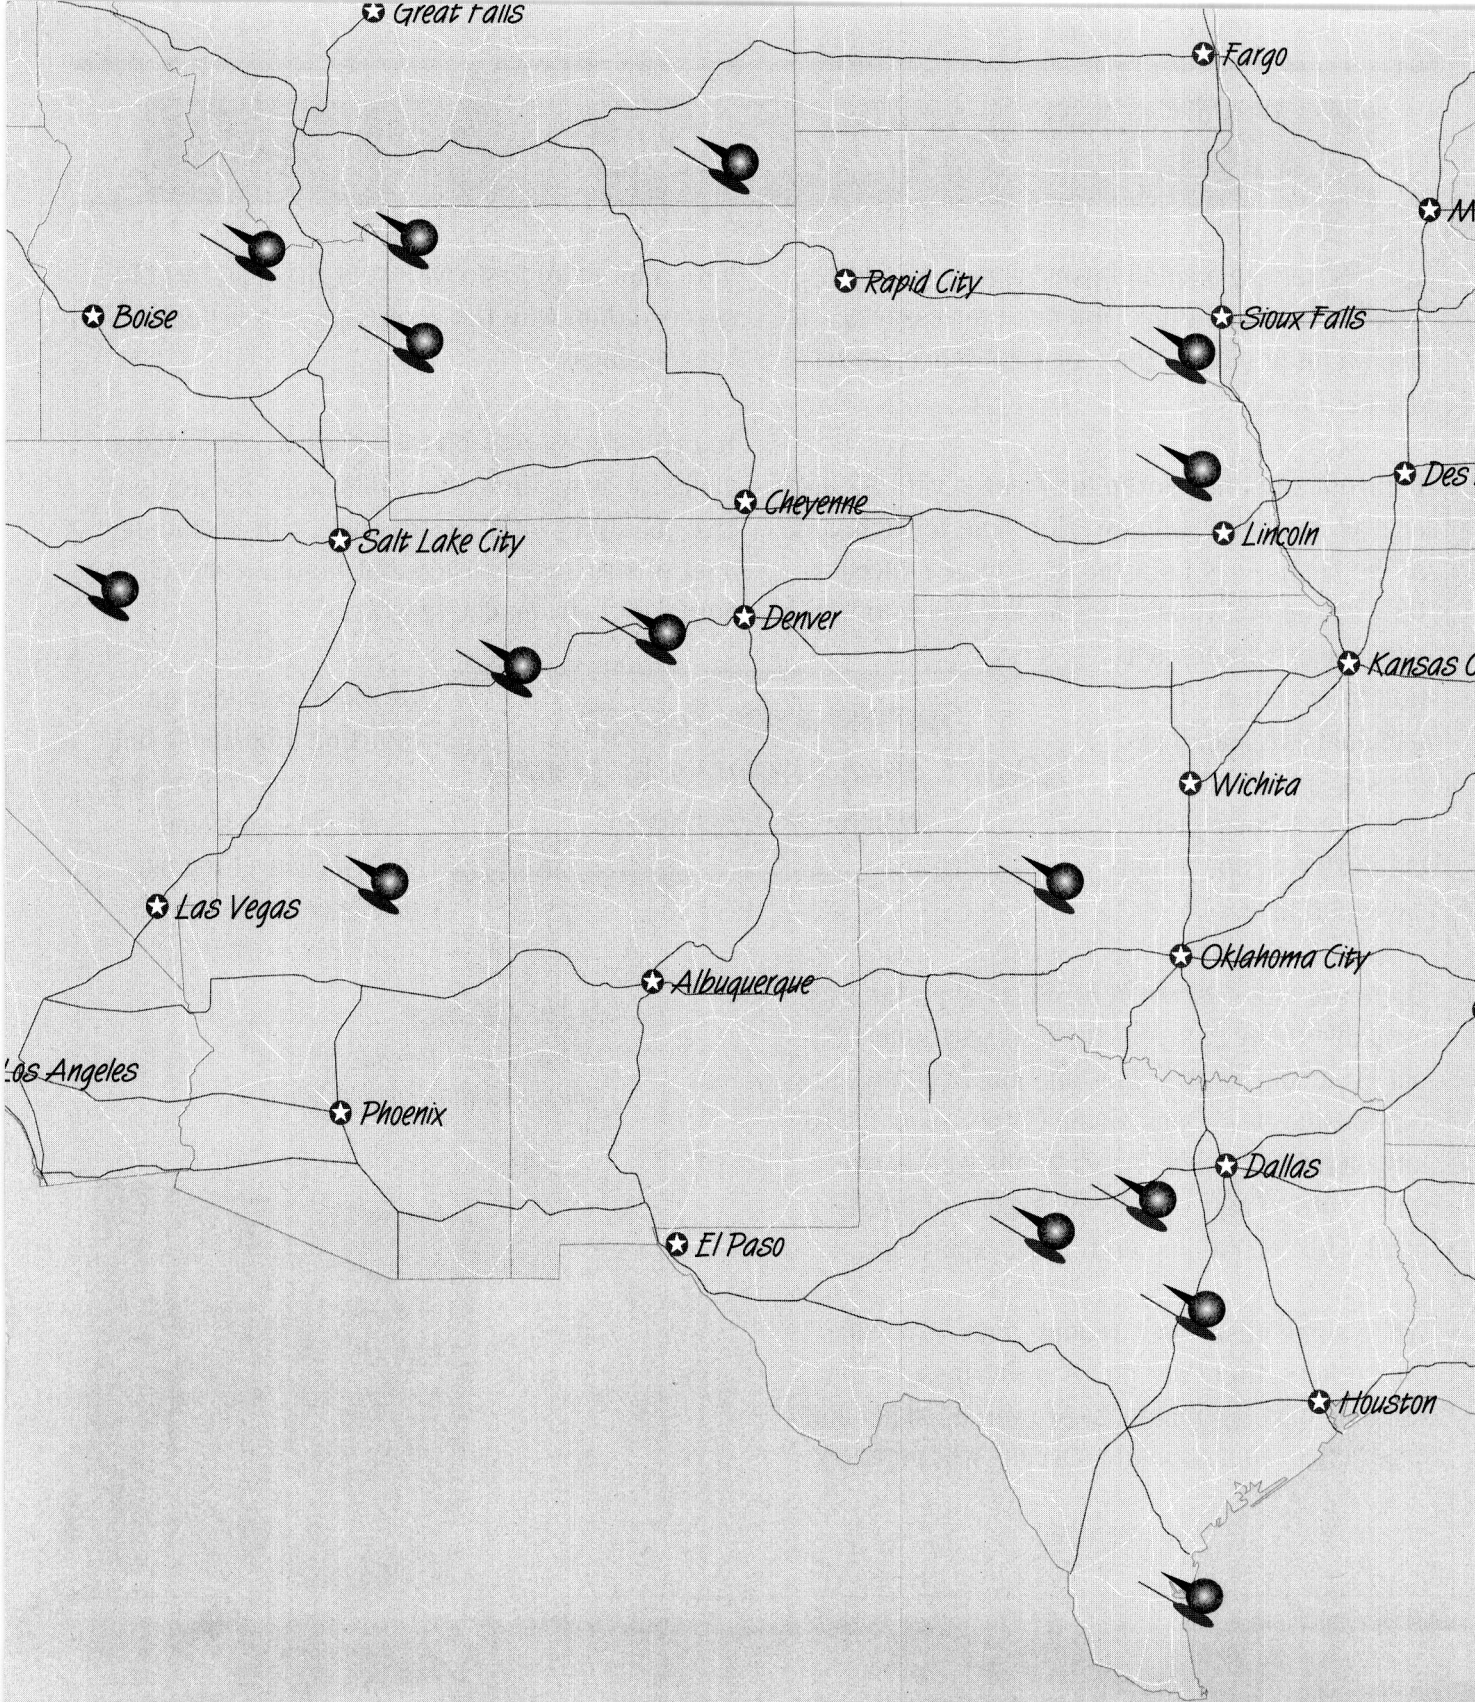 Great Falls
Fargo
M
Rapid City
Boise
Sioux Falls
Des
Cheyenne
Lincoln
Salt Lake City
Denver
Kansas C
Wichita
Las Vegas
Oklahoma City
Albuquerque
Los Angeles
Phoenix
Dallas
El Paso
Houston